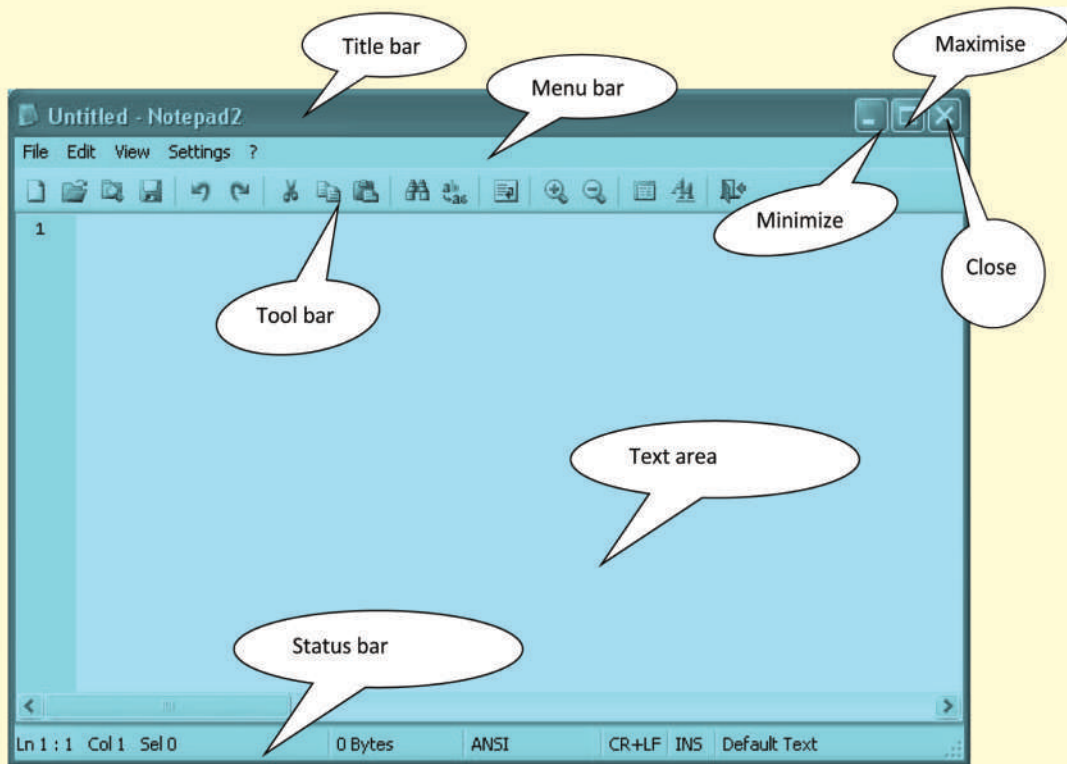 Title bar
Maximise
Menu bar
Untitled - Notepad2
File Edit View Settings ?
Minimize
1
Close
Tool bar
Text area
Status bar
Ln 1 : 1 Col 1 Sel 0 0 Bytes ANSI CR+LF INS Default Text